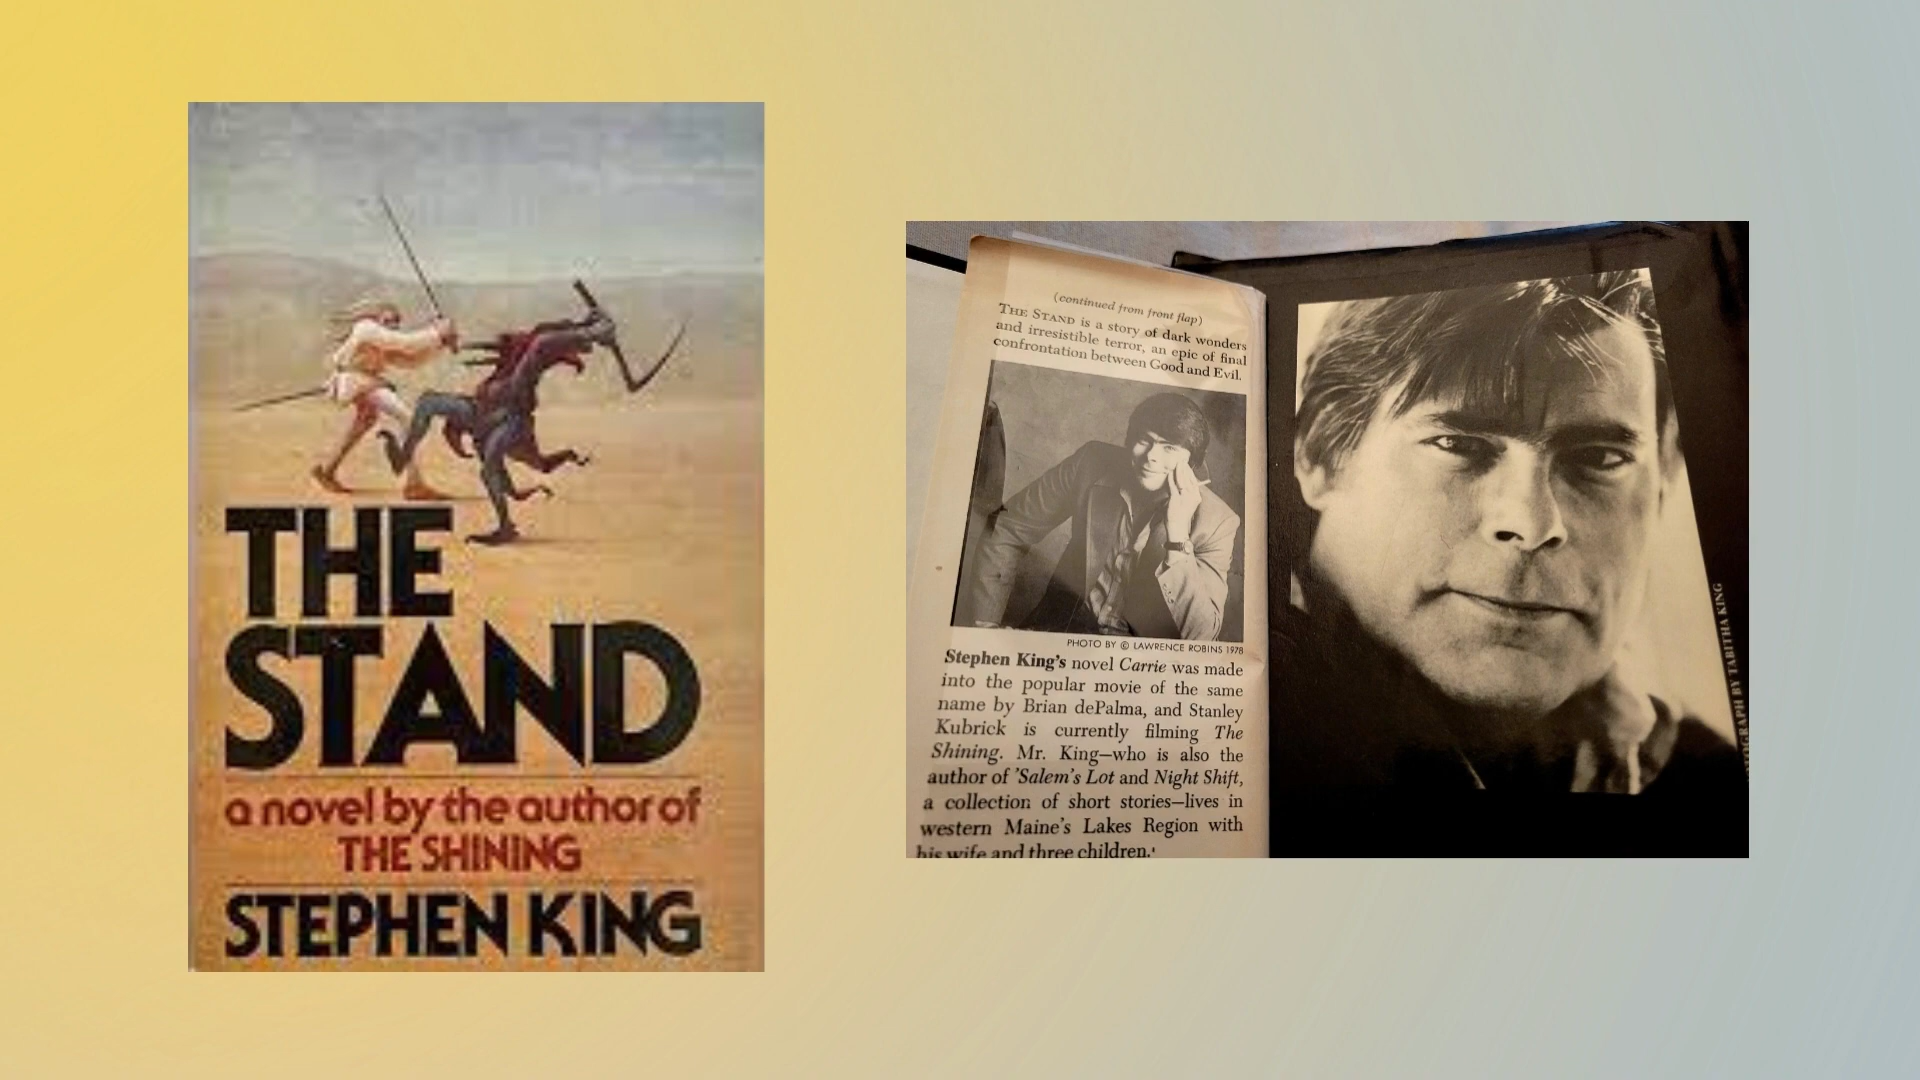 THE
STAND
a novel by the author of
THE SHINING
STEPHEN KING
(continued from front flap)
THE STAND is a story of dark wonders
and irresistible terror, an epic of final
confrontation between Good and Evil.
PHOTO BY © LAWRENCE ROBINS 1978
Stephen King's novel Carrie was made
into the popular movie of the same
name by Brian dePalma, and Stanley
Kubrick is currently filming The
Shining. Mr. King—who is also the
author of 'Salem's Lot and Night Shift,
a collection of short stories—lives in
western Maine's Lakes Region with
his wife and three children.
BY TABITHA KING